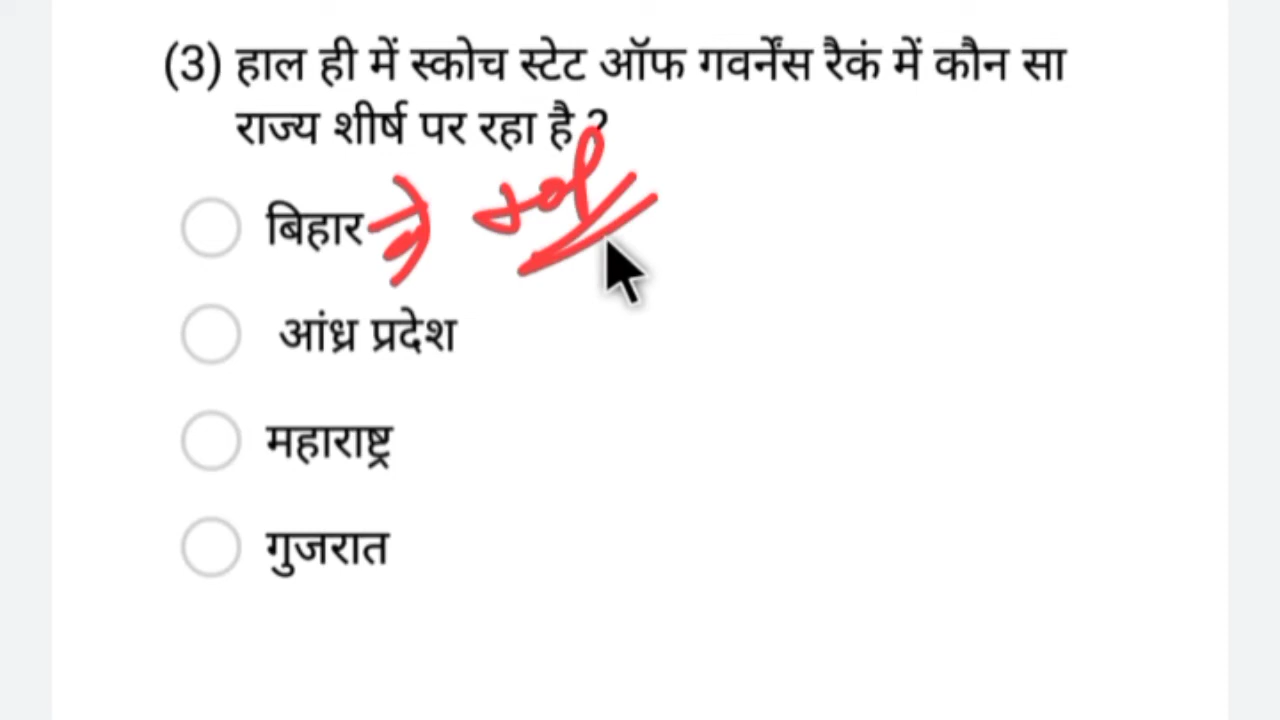 (3) हाल ही में स्कोच स्टेट ऑफ गवर्नेंस रैकं में कौन सा
राज्य शीर्ष पर रहा है ?
बिहार
आंध्र प्रदेश
महाराष्ट्र
गुजरात